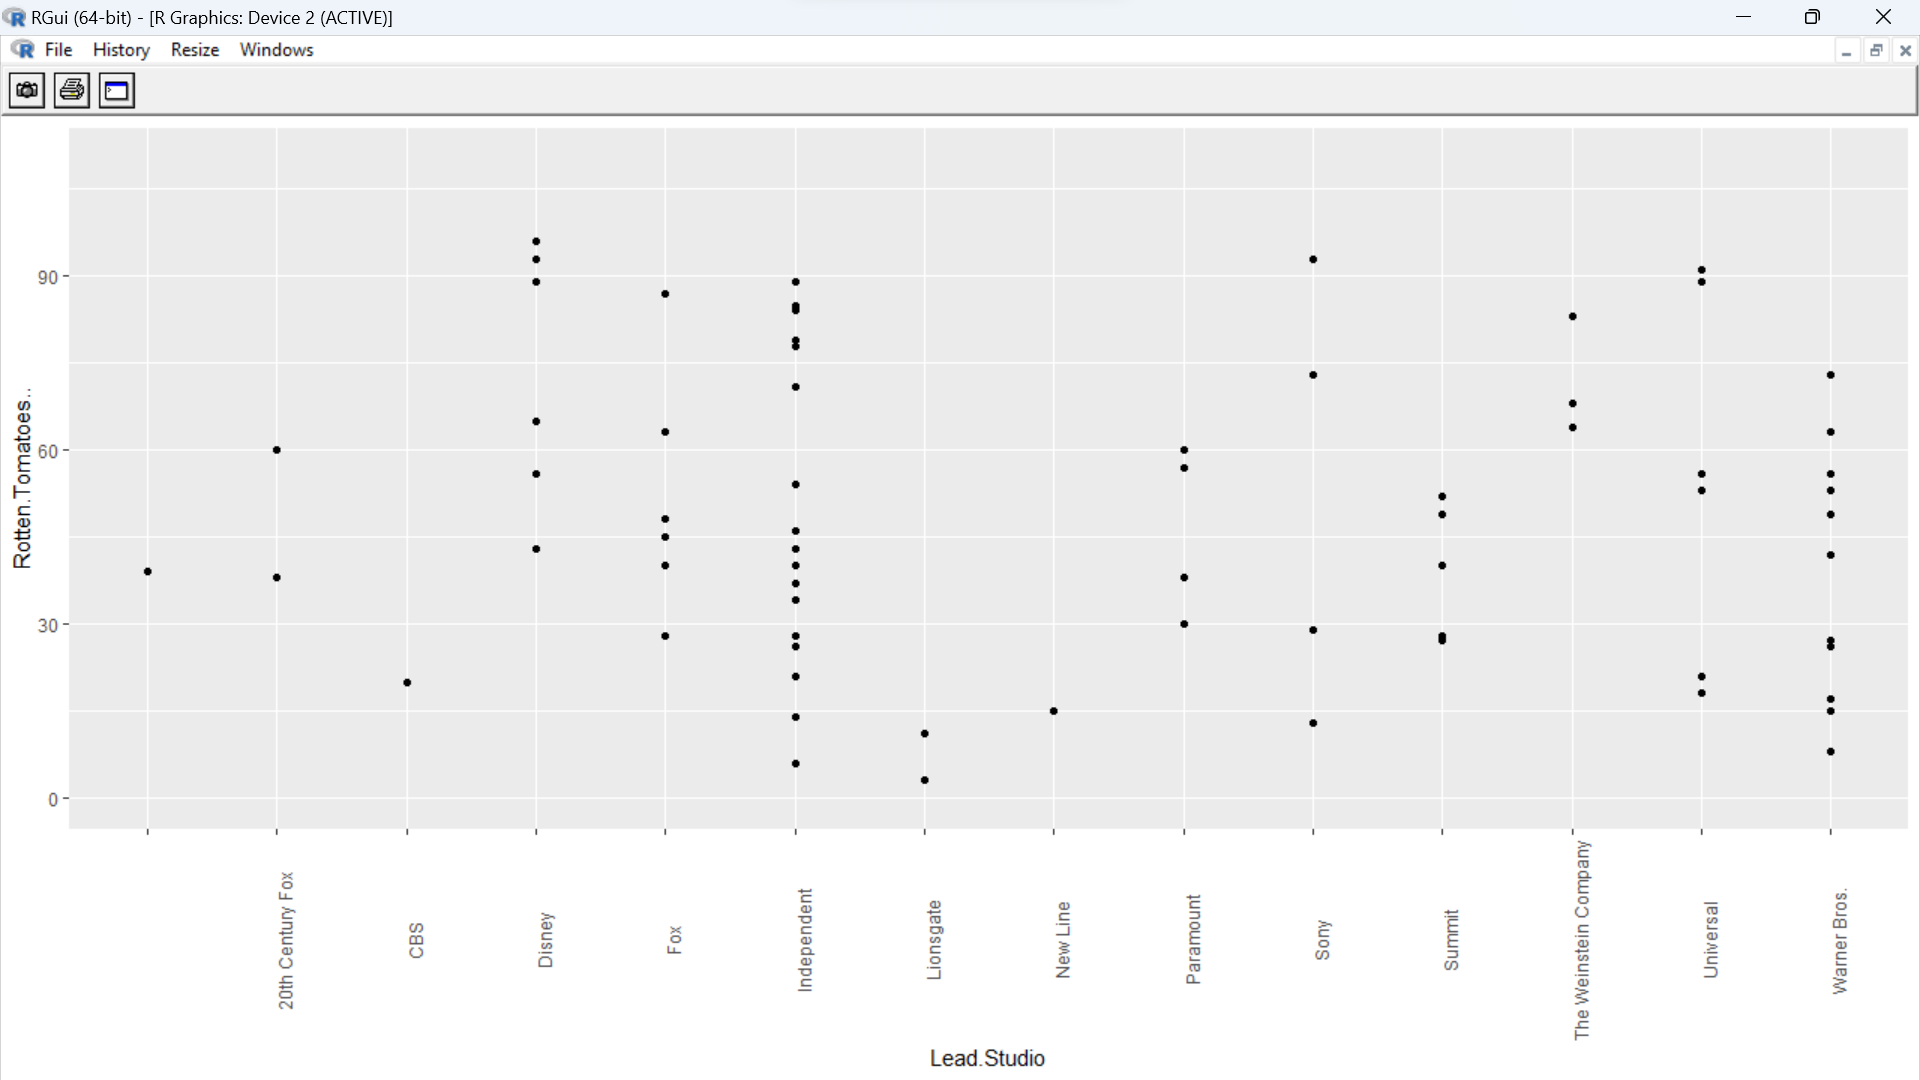 RGui (64-bit) - [R Graphics: Device 2 (ACTIVE)]
File History Resize Windows
Rotten.Tomatoes..
90
60
30
0
20th Century Fox
CBS
Disney
Fox
Independent
Lionsgate
New Line
Paramount
Sony
Summit
The Weinstein Company
Universal
Warner Bros.
Lead.Studio